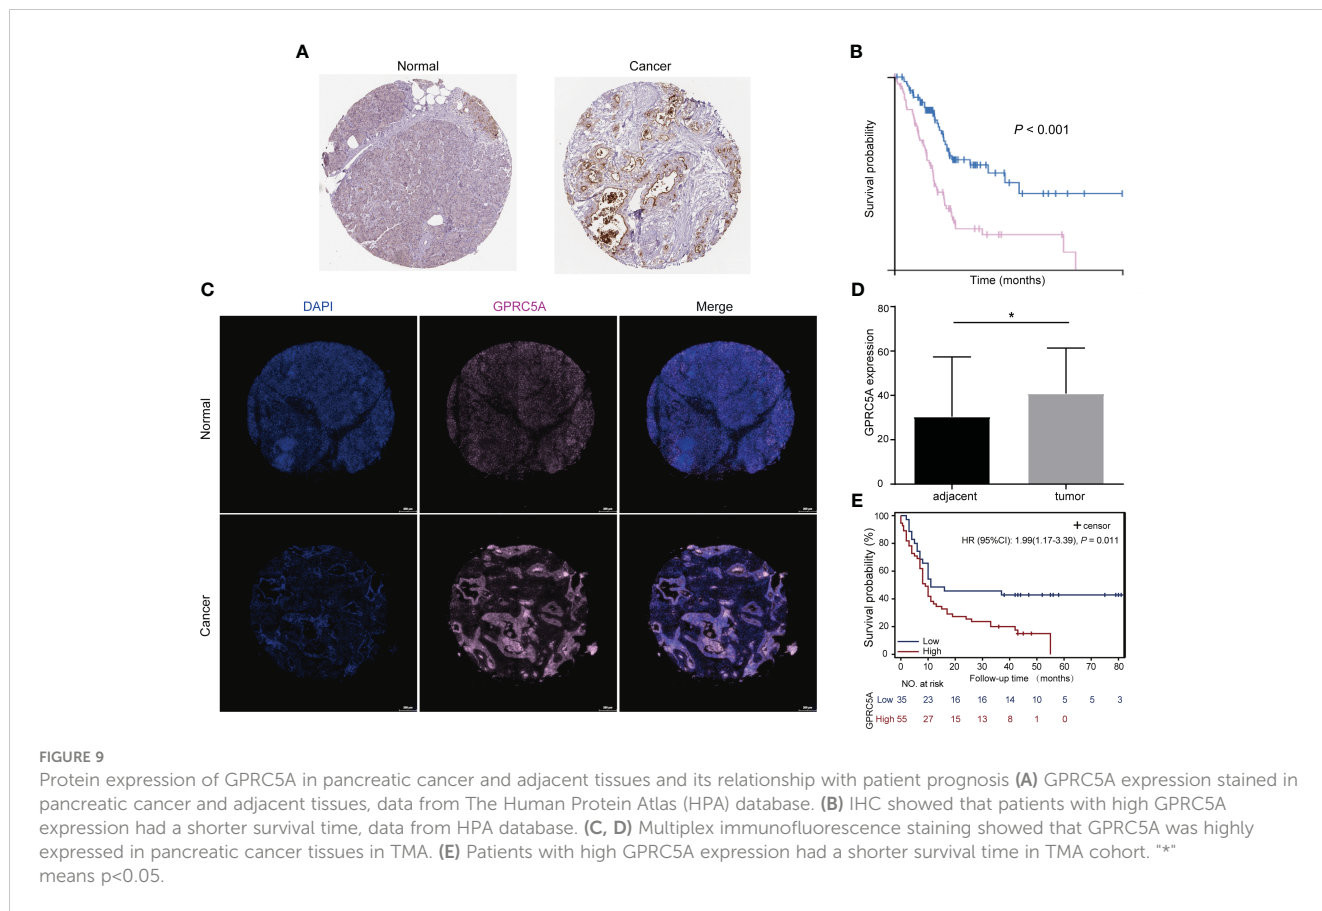 A
Normal
Cancer
B
P < 0.001
Survival probability
Time (months)
C
DAPI
GPRC5A
Merge
Normal
Cancer
D
80
60
40
20
0
GPRC5A expression
*
adjacent
tumor
E
100
80
60
40
20
0
Survival probability (%)
+ censor
HR (95%CI): 1.99(1.17-3.39), P = 0.011
Low
High
0 10 20 30 40 50 60 70 80
NO. at risk
Follow-up time （months）
GPRC5A
Low 35 23 16 16 14 10 5 5 3
High 55 27 15 13 8 1 0
FIGURE 9
Protein expression of GPRC5A in pancreatic cancer and adjacent tissues and its relationship with patient prognosis (A) GPRC5A expression stained in
pancreatic cancer and adjacent tissues, data from The Human Protein Atlas (HPA) database. (B) IHC showed that patients with high GPRC5A
expression had a shorter survival time, data from HPA database. (C, D) Multiplex immunofluorescence staining showed that GPRC5A was highly
expressed in pancreatic cancer tissues in TMA. (E) Patients with high GPRC5A expression had a shorter survival time in TMA cohort. "*"
means p<0.05.